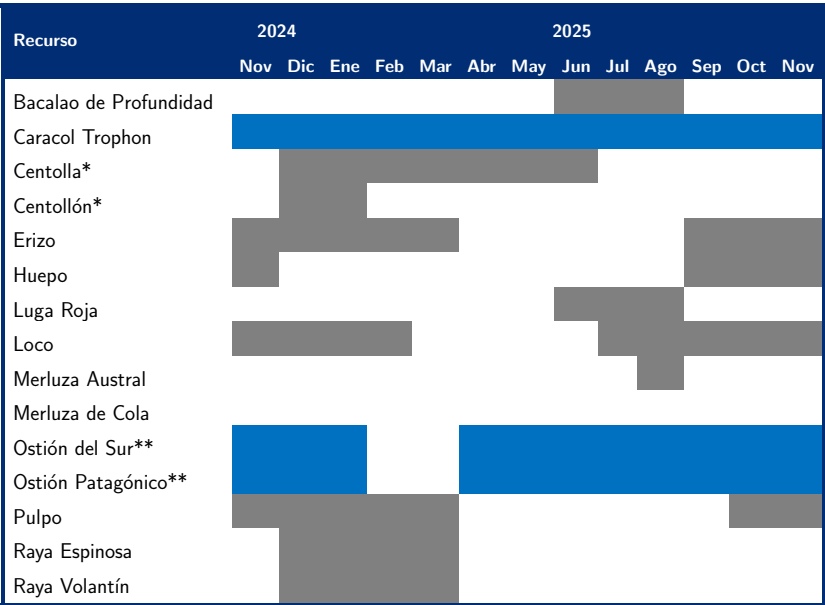 2024 2025
Recurso
Nov Dic Ene Feb Mar Abr May Jun Jul Ago Sep Oct Nov
Bacalao de Profundidad
Caracol Trophon
Centolla*
Centollón*
Erizo
Huepo
Luga Roja
Loco
Merluza Austral
Merluza de Cola
Ostión del Sur**
Ostión Patagónico**
Pulpo
Raya Espinosa
Raya Volantín